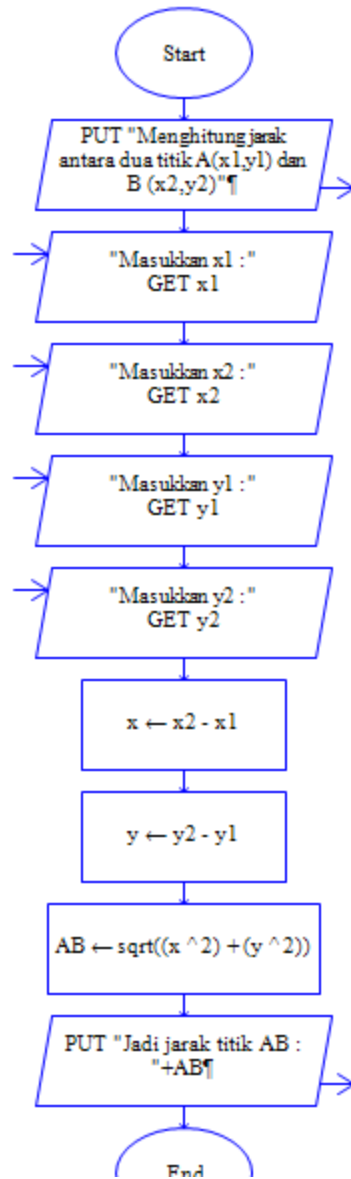 Start
PUT "Menghitung jarak
antara dua titik A(x1,y1) dan
B (x2,y2)"¶
"Masukkan x1 :"
GET x1
"Masukkan x2 :"
GET x2
"Masukkan y1 :"
GET y1
"Masukkan y2 :"
GET y2
x ← x2 - x1
y ← y2 - y1
AB ← sqrt((x ^2) +(y ^2))
PUT "Jadi jarak titik AB :
"+AB¶
End